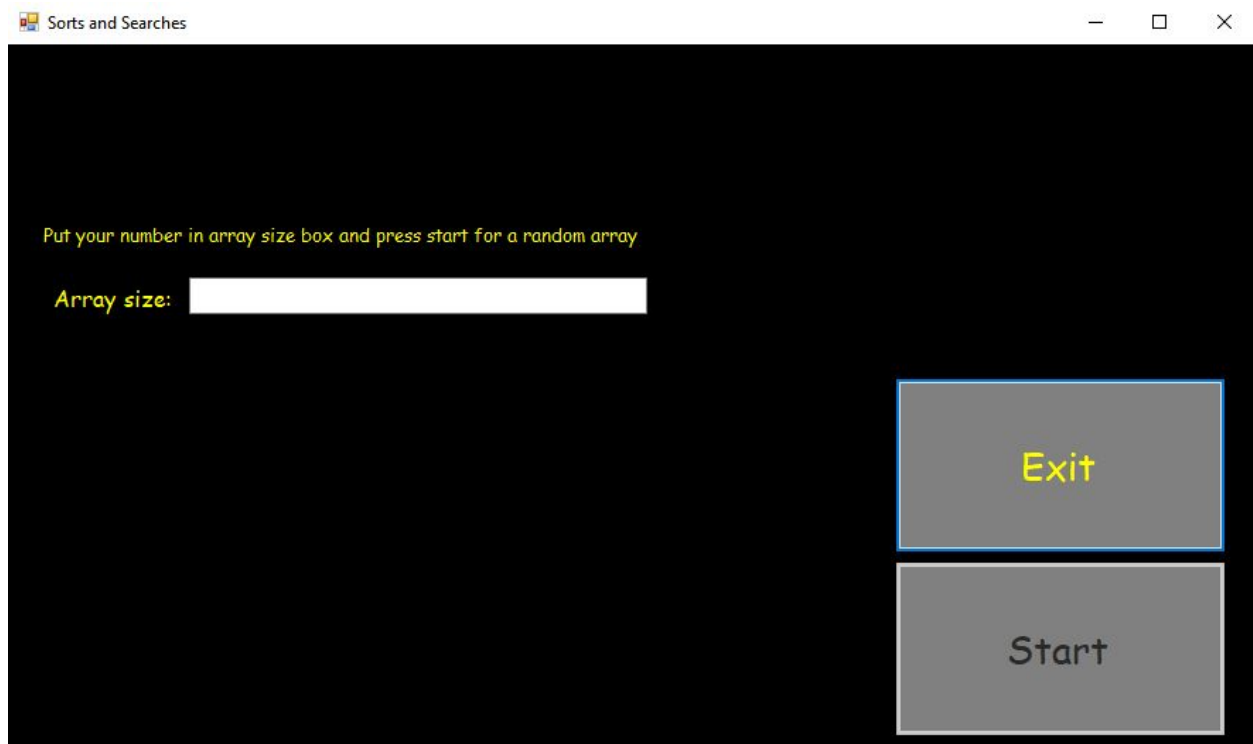 Sorts and Searches
Put your number in array size box and press start for a random array
Array size:
Exit
Start